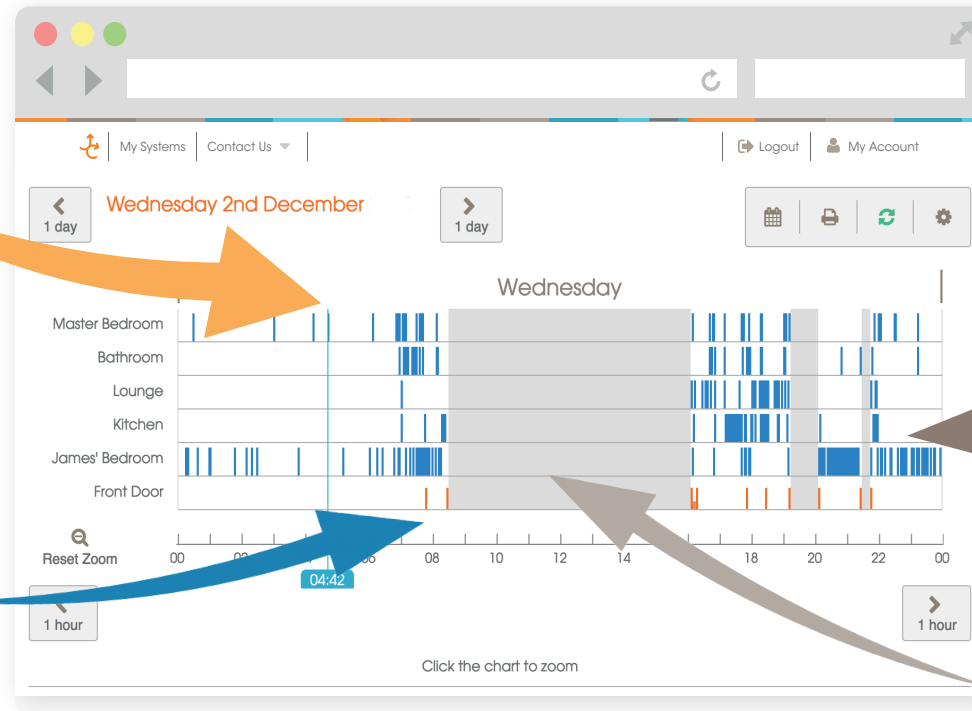 My Systems
Contact Us
Logout
My Account
1 day
Wednesday 2nd December
1 day
Wednesday
Master Bedroom
Bathroom
Lounge
Kitchen
James' Bedroom
Front Door
Reset Zoom
00 08 10 12 14 18 20 22 00
04:42
1 hour
1 hour
Click the chart to zoom